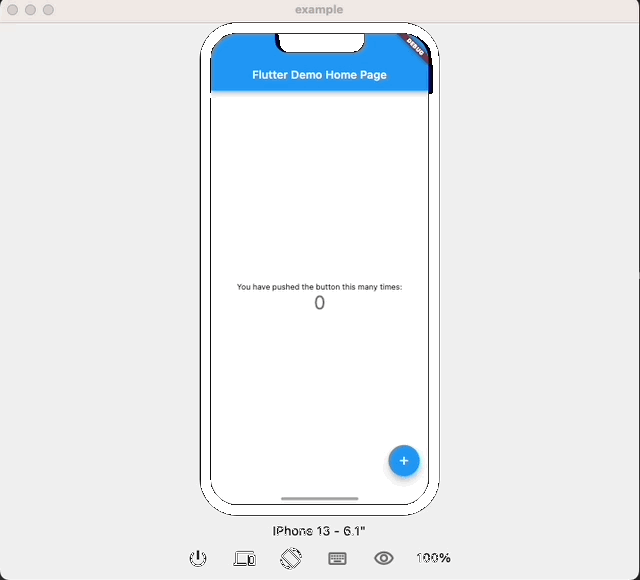 example
DEBUG
Flutter Demo Home Page
You have pushed the button this many times:
0
iPhone 13 - 6.1"
100%